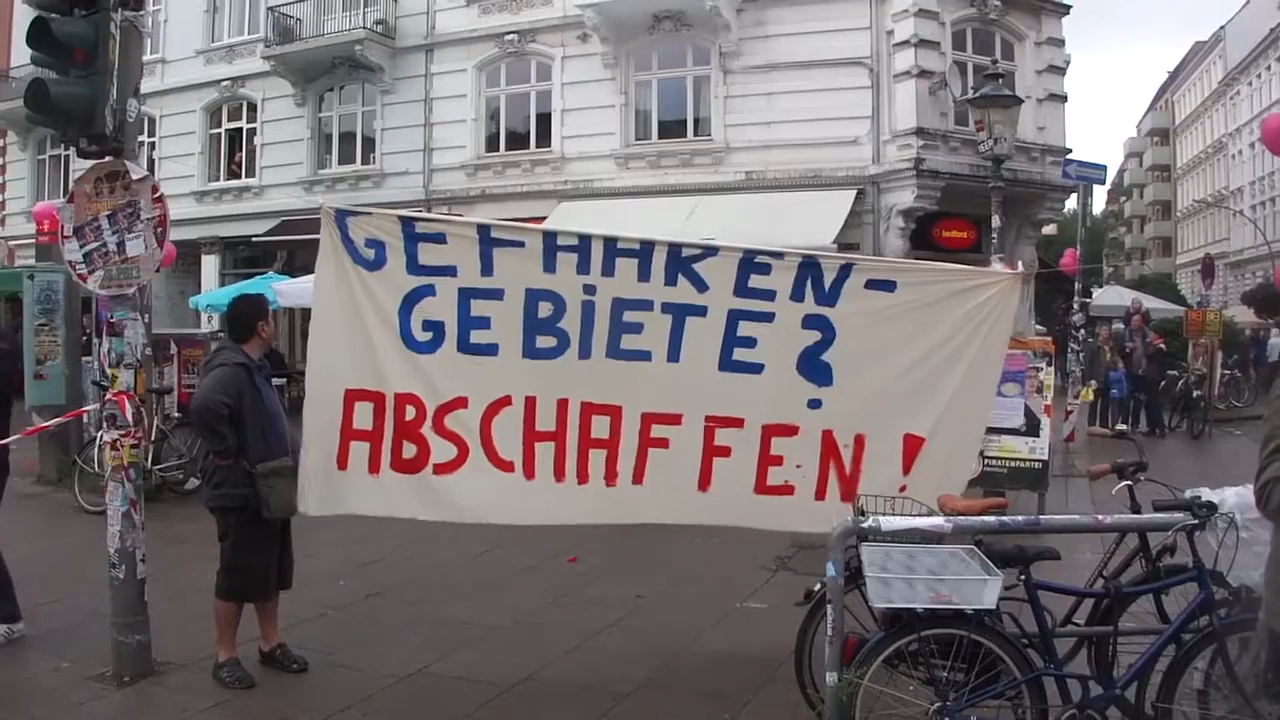 GEFAHREN-
GEBIETE?
ABSCHAFFEN!
bedford
PIRATENPARTEI